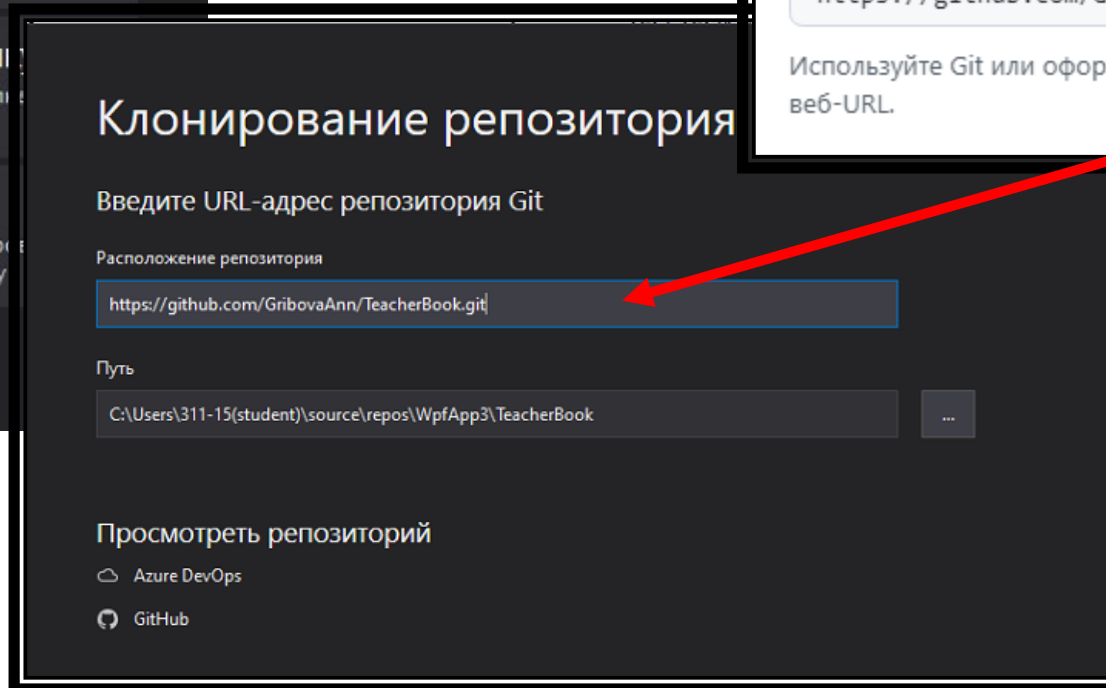 Используйте Git или
веб-URL.
Клонирование репозитория
Введите URL-адрес репозитория Git
Расположение репозитория
https://github.com/GribovaAnn/TeacherBook.git
Путь
C:\Users\311-15(student)\source\repos\WpfApp3\TeacherBook
...
Просмотреть репозиторий
Azure DevOps
GitHub